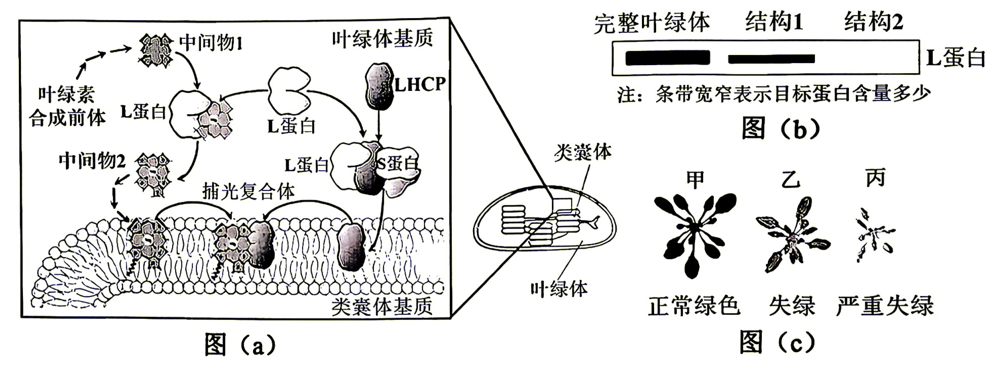 中间物1
叶绿体基质
叶绿素
合成前体
L蛋白
L蛋白
LHCP
中间物2
L蛋白
S蛋白
捕光复合体
类囊体基质
图（a）
类囊体
叶绿体
完整叶绿体 结构1 结构2
L蛋白
注：条带宽窄表示目标蛋白含量多少
图（b）
甲 乙 丙
正常绿色 失绿 严重失绿
图（c）